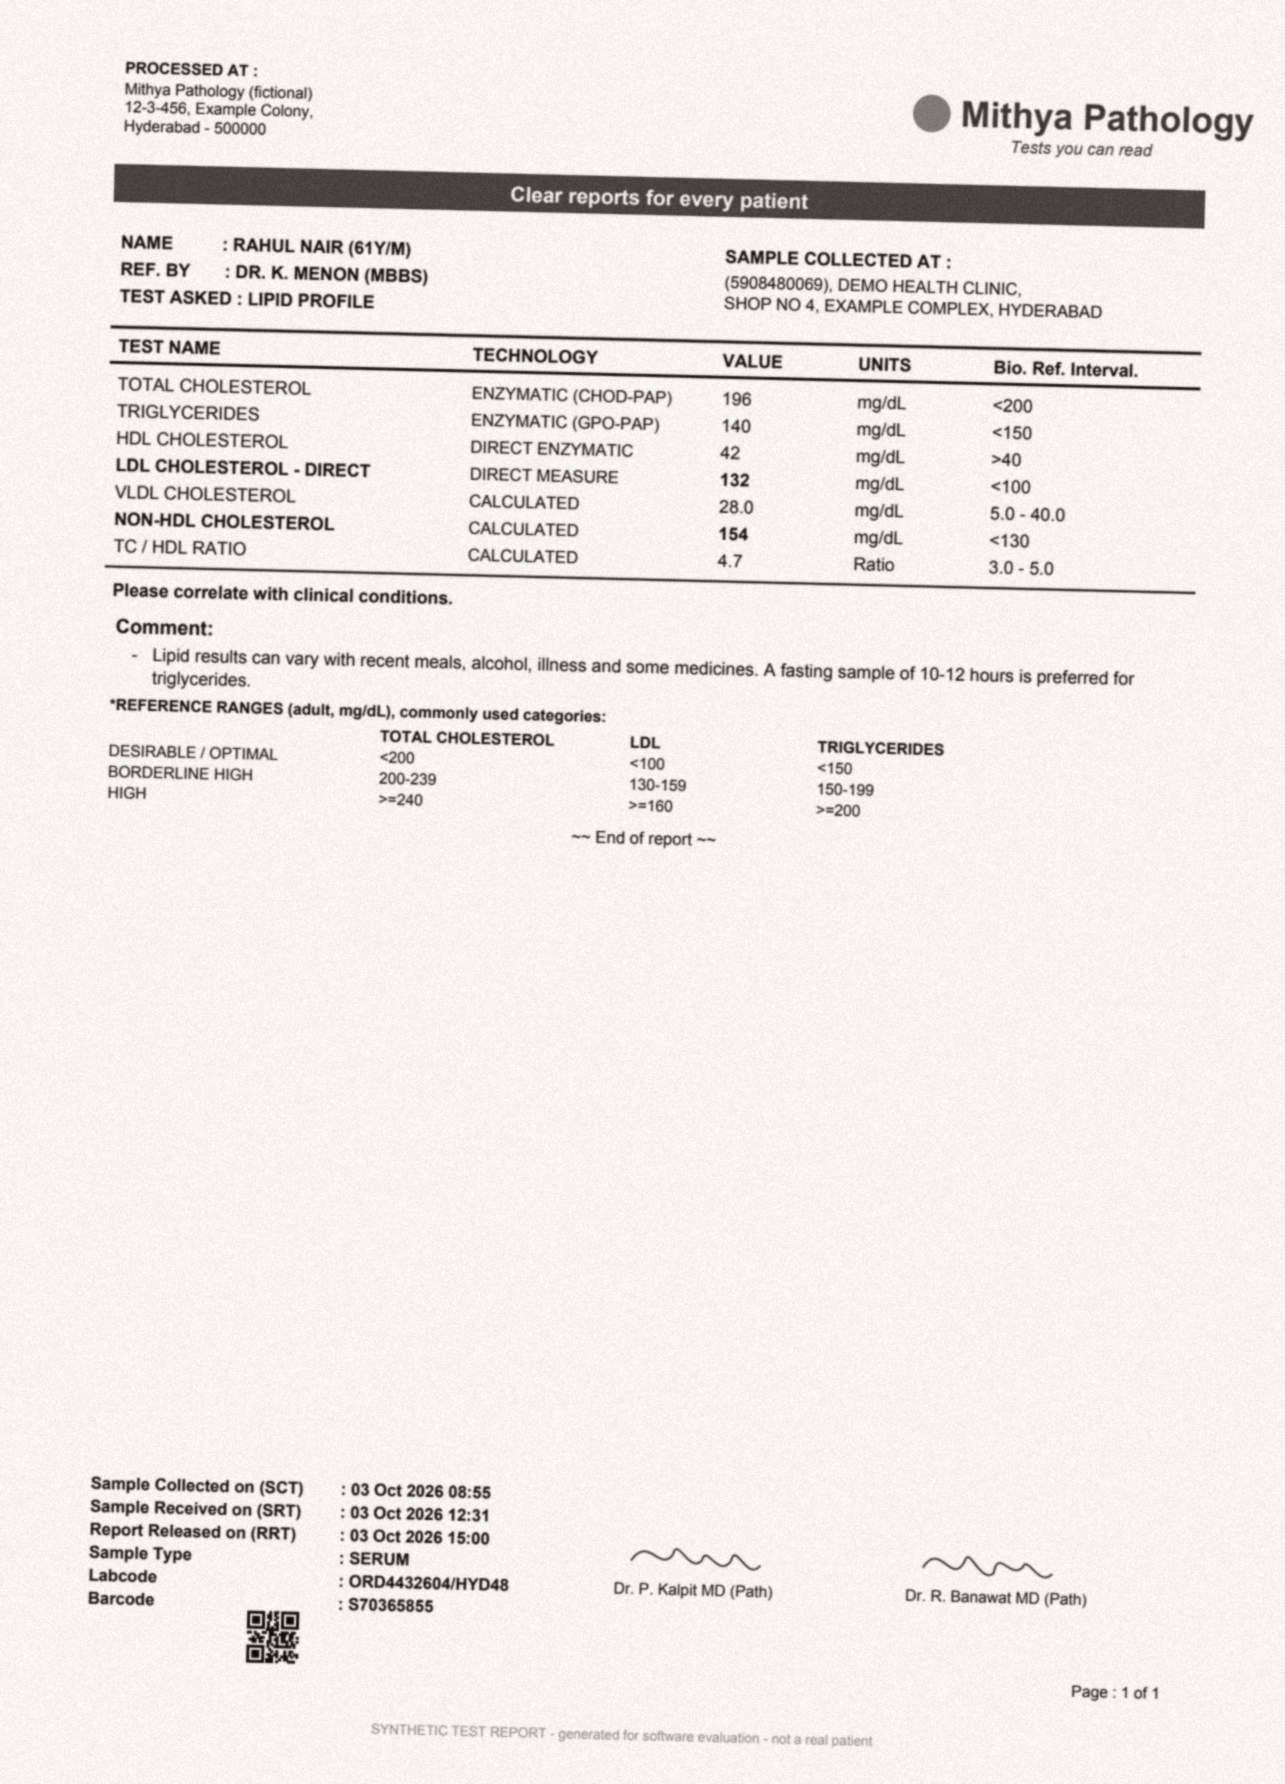 PROCESSED AT :
Mithya Pathology (fictional)
12-3-456, Example Colony,
Hyderabad - 500000
Mithya Pathology
Tests you can read
Clear reports for every patient
NAME : RAHUL NAIR (61Y/M)
REF. BY : DR. K. MENON (MBBS)
TEST ASKED : LIPID PROFILE
SAMPLE COLLECTED AT :
(5908480069), DEMO HEALTH CLINIC,
SHOP NO 4, EXAMPLE COMPLEX, HYDERABAD
TEST NAME TECHNOLOGY VALUE UNITS Bio. Ref. Interval.
TOTAL CHOLESTEROL ENZYMATIC (CHOD-PAP) 196 mg/dL <200
TRIGLYCERIDES ENZYMATIC (GPO-PAP) 140 mg/dL <150
HDL CHOLESTEROL DIRECT ENZYMATIC 42 mg/dL >40
LDL CHOLESTEROL - DIRECT DIRECT MEASURE 132 mg/dL <100
VLDL CHOLESTEROL CALCULATED 28.0 mg/dL 5.0 - 40.0
NON-HDL CHOLESTEROL CALCULATED 154 mg/dL <130
TC / HDL RATIO CALCULATED 4.7 Ratio 3.0 - 5.0
Please correlate with clinical conditions.
Comment:
- Lipid results can vary with recent meals, alcohol, illness and some medicines. A fasting sample of 10-12 hours is preferred for
triglycerides.
*REFERENCE RANGES (adult, mg/dL), commonly used categories:
TOTAL CHOLESTEROL LDL TRIGLYCERIDES
DESIRABLE / OPTIMAL <200 <100 <150
BORDERLINE HIGH 200-239 130-159 150-199
HIGH >=240 >=160 >=200
~~ End of report ~~
Sample Collected on (SCT) : 03 Oct 2026 08:55
Sample Received on (SRT) : 03 Oct 2026 12:31
Report Released on (RRT) : 03 Oct 2026 15:00
Sample Type : SERUM
Labcode : ORD4432604/HYD48
Barcode : S70365855
Dr. P. Kalpit MD (Path)
Dr. R. Banawat MD (Path)
Page : 1 of 1
SYNTHETIC TEST REPORT - generated for software evaluation - not a real patient